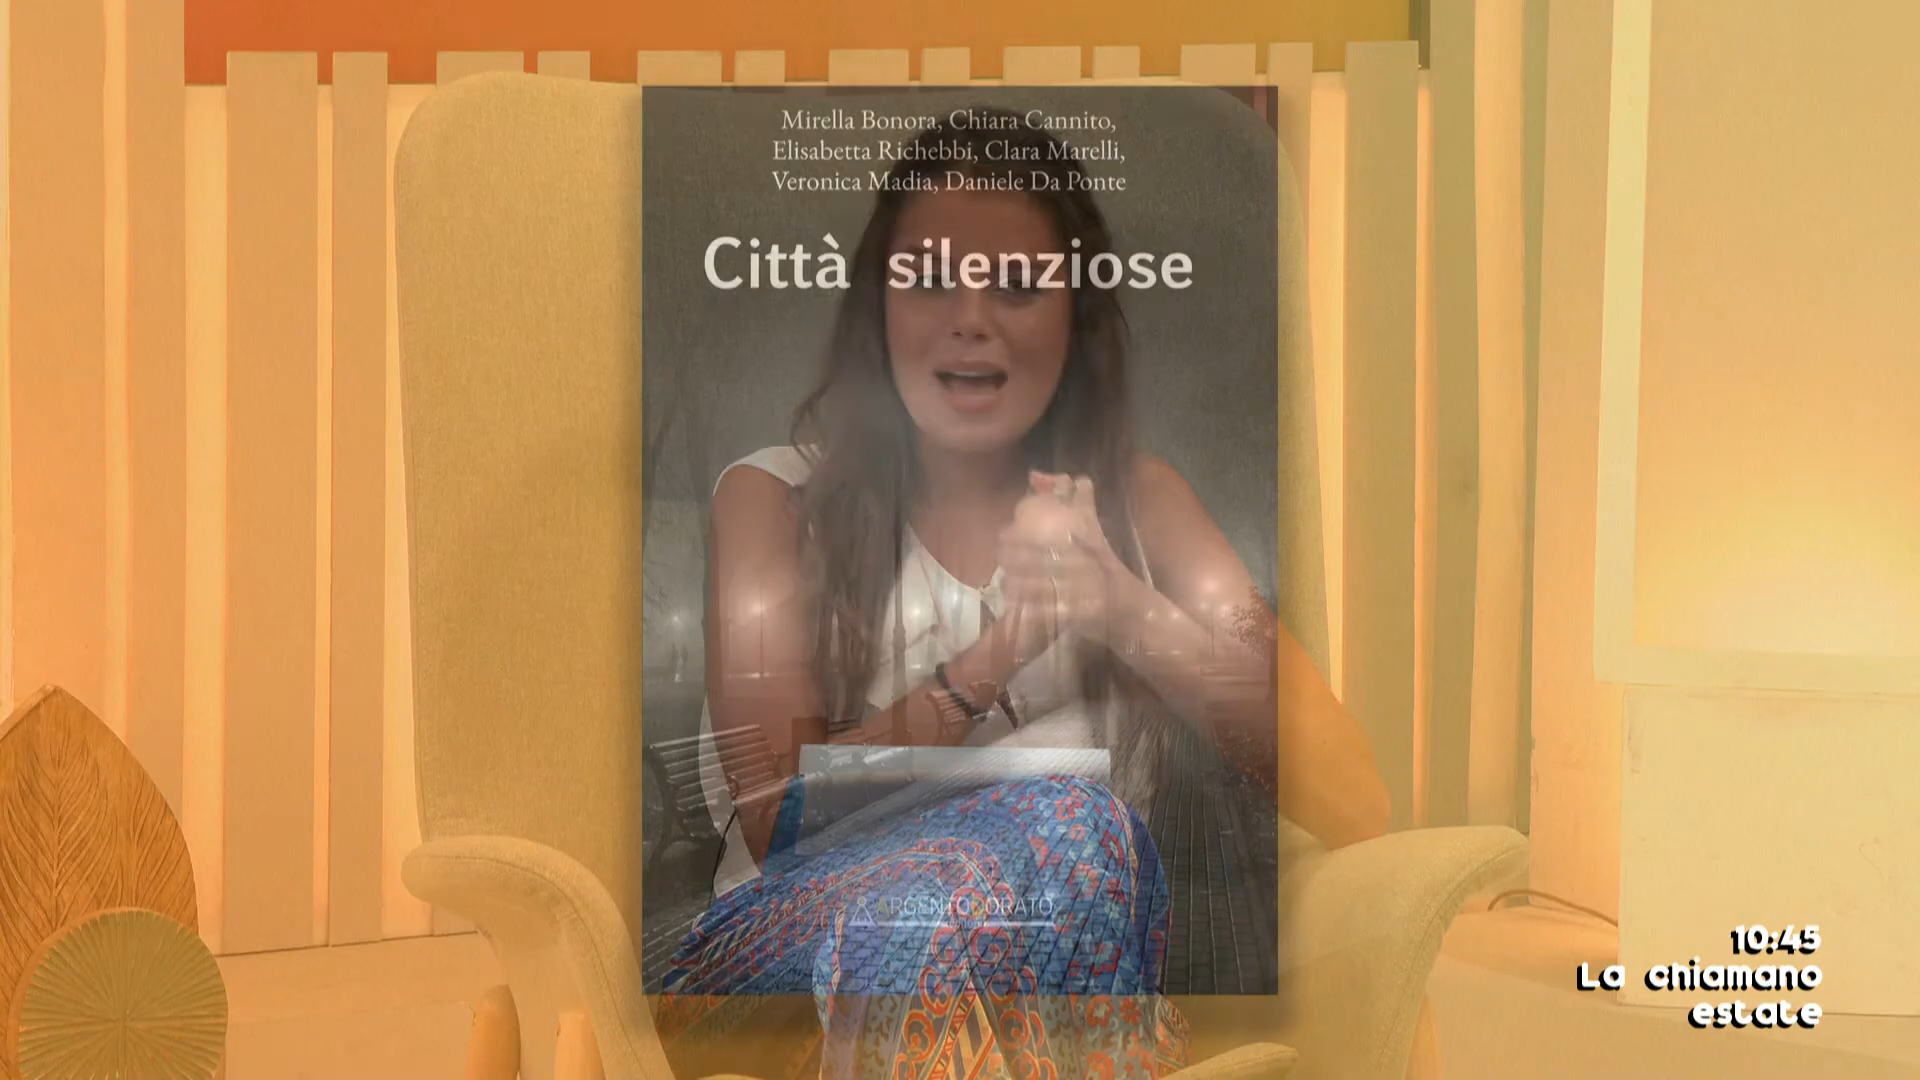 Mirella Bonora, Chiara Cannito,
Elisabetta Richebbi, Clara Marelli,
Veronica Madia, Daniele Da Ponte
Città silenziose
ARGENTODORATO
10:45
La chiamano
estate